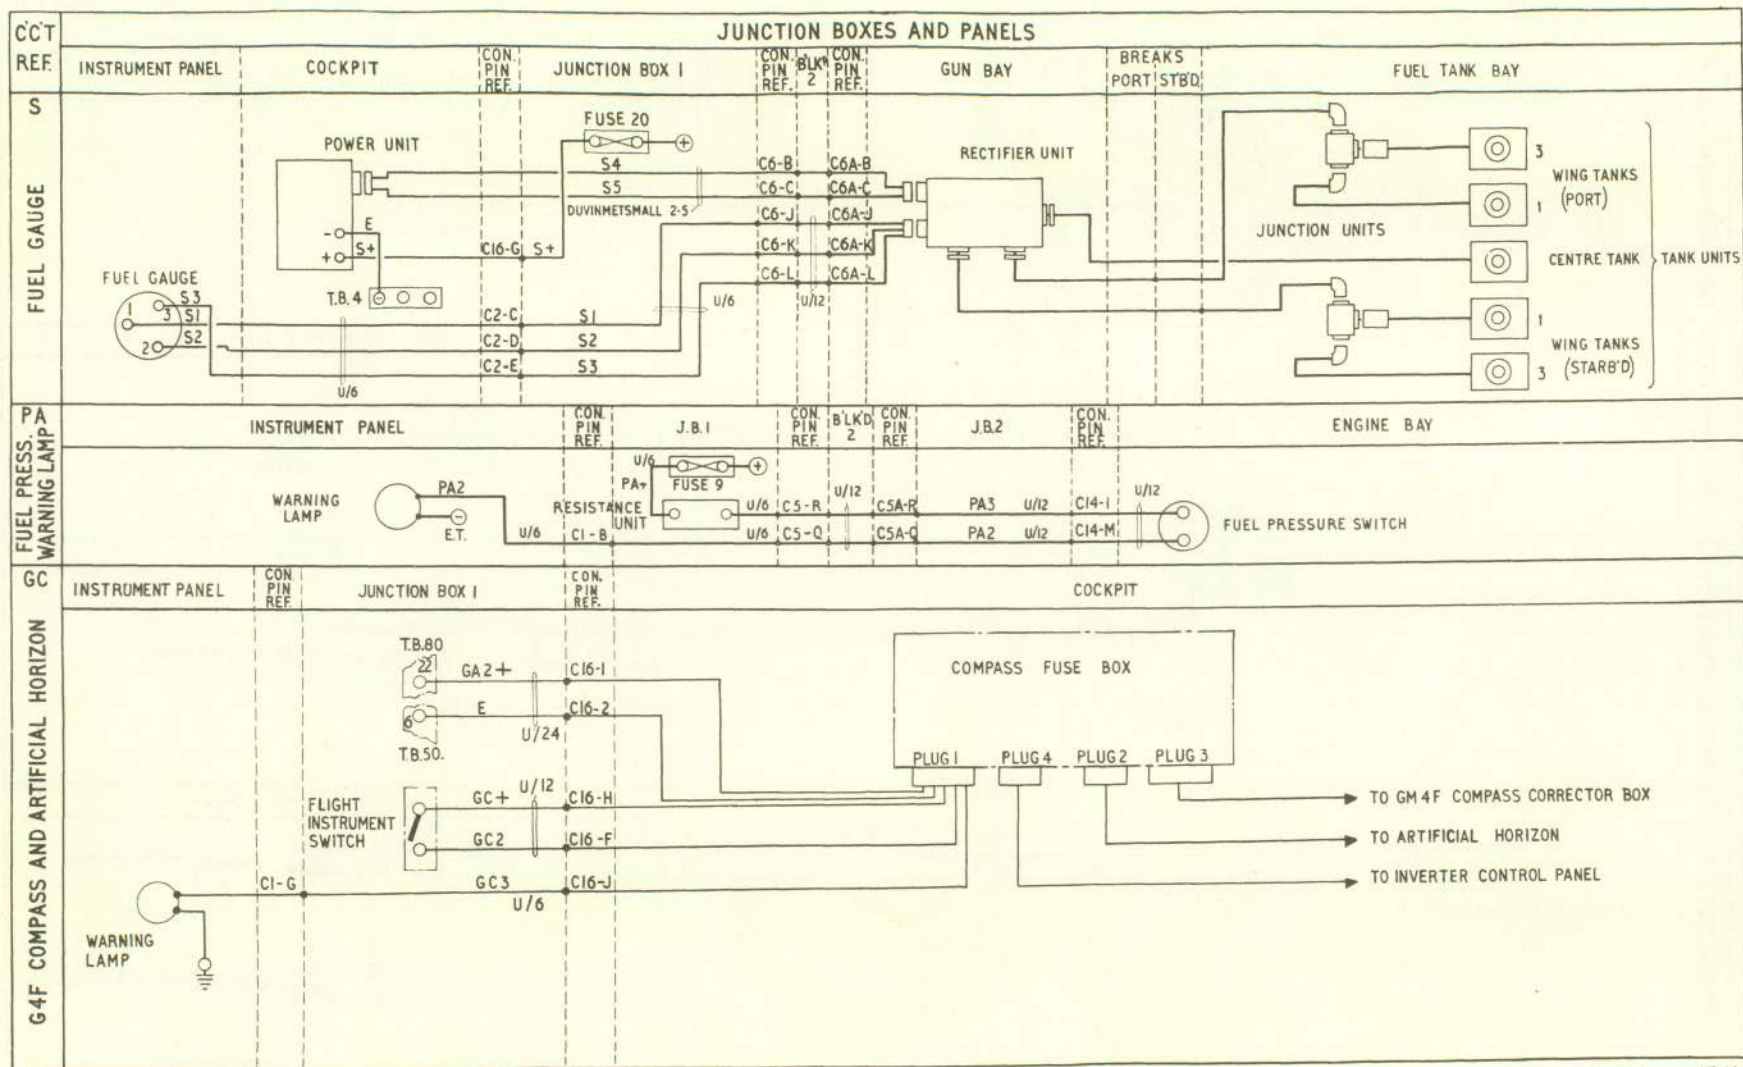 C'C'T
REF.
JUNCTION BOXES AND PANELS
INSTRUMENT PANEL
COCKPIT
CON.
PIN
REF.
JUNCTION BOX 1
CON.
PIN
REF.
2
CON.
PIN
REF.
GUN BAY
BREAKS
PORT STB'D
FUEL TANK BAY
S
FUEL GAUGE
POWER UNIT
FUSE 20
S4
S5
DUVINMETSMALL 2-5
E
-
S+
+
C16-G
S+
T.B.4
FUEL GAUGE
1
3
2
S3
S1
S2
U/6
C2-C
C2-D
C2-E
S1
S2
S3
U/6
C6-B
C6-C
C6-J
C6-K
C6-L
U/12
C6A-B
C6A-C
C6A-J
C6A-K
C6A-L
RECTIFIER UNIT
JUNCTION UNITS
3
1
WING TANKS
(PORT)
CENTRE TANK
TANK UNITS
1
3
WING TANKS
(STARB'D)
PA
FUEL PRESS.
WARNING LAMP
INSTRUMENT PANEL
CON.
PIN
REF.
J.B.1
CON.
PIN
REF.
B'LK'D
2
CON.
PIN
REF.
J.B.2
CON.
PIN
REF.
ENGINE BAY
WARNING
LAMP
PA2
E.T.
U/6
C1-B
U/6
PA+
FUSE 9
RESISTANCE
UNIT
U/6
C5-R
U/12
C5A-R
PA3
U/12
C14-I
U/12
U/6
C5-Q
C5A-Q
PA2
U/12
C14-M
FUEL PRESSURE SWITCH
GC
G4F COMPASS AND ARTIFICIAL HORIZON
INSTRUMENT PANEL
CON.
PIN
REF.
JUNCTION BOX 1
CON.
PIN
REF.
COCKPIT
T.B.80
22
GA2+
C16-1
6
E
C16-2
T.B.50.
U/24
FLIGHT
INSTRUMENT
SWITCH
GC+
U/12
C16-H
GC2
C16-F
C1-G
GC3
C16-J
U/6
WARNING
LAMP
COMPASS FUSE BOX
PLUG 1
PLUG 4
PLUG 2
PLUG 3
TO GM 4F COMPASS CORRECTOR BOX
TO ARTIFICIAL HORIZON
TO INVERTER CONTROL PANEL